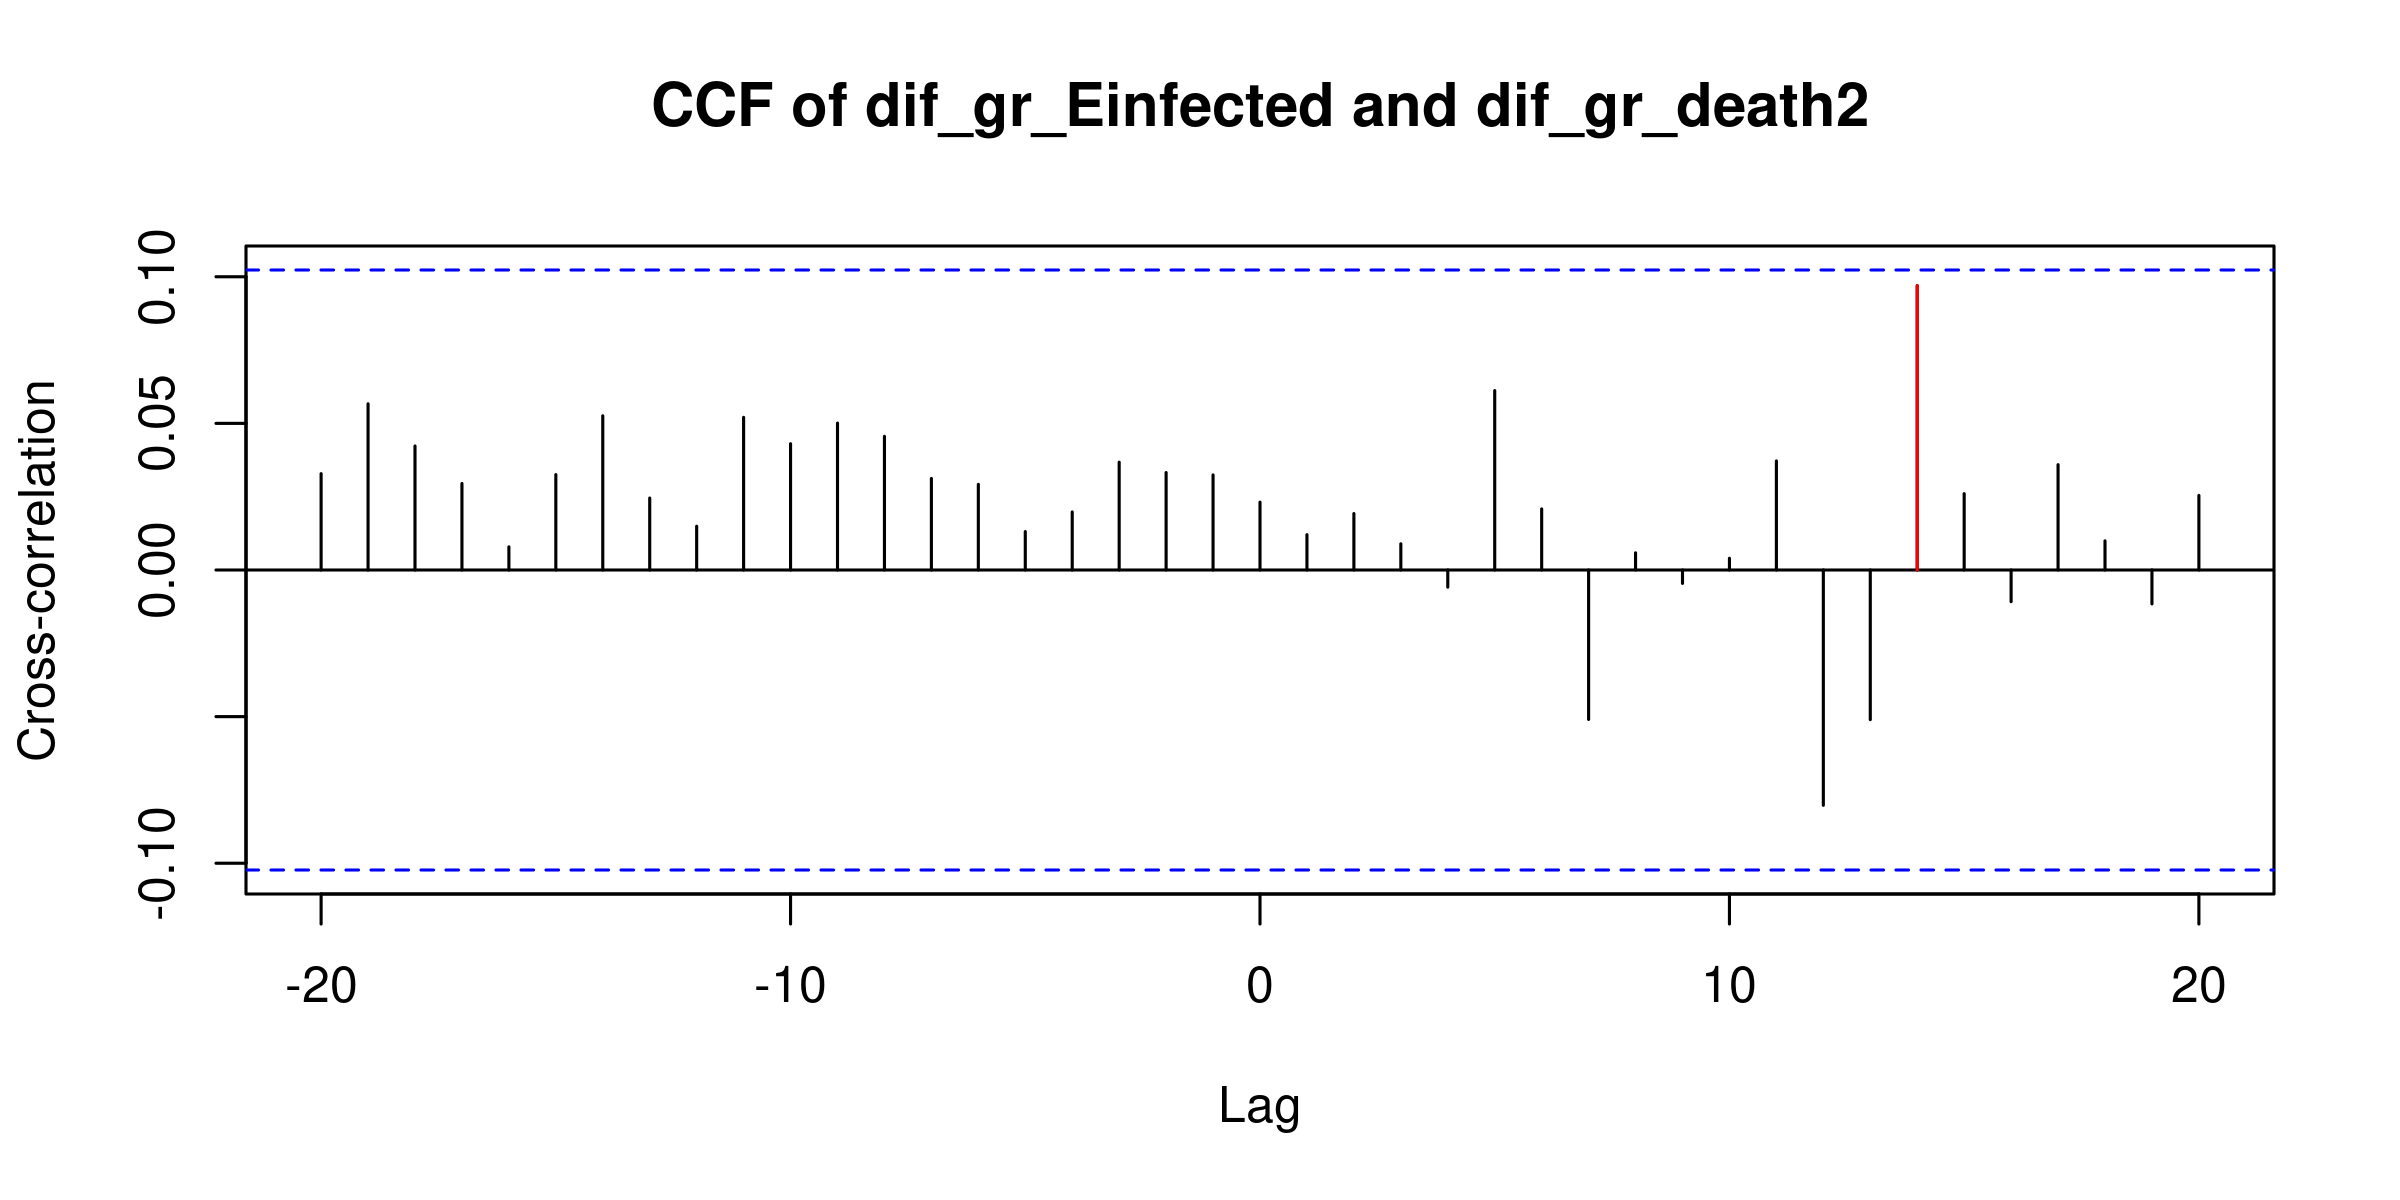 CCF of dif_gr_Einfected and dif_gr_death2
Cross-correlation
0.10
0.05
0.00
-0.10
-20 -10 0 10 20
Lag